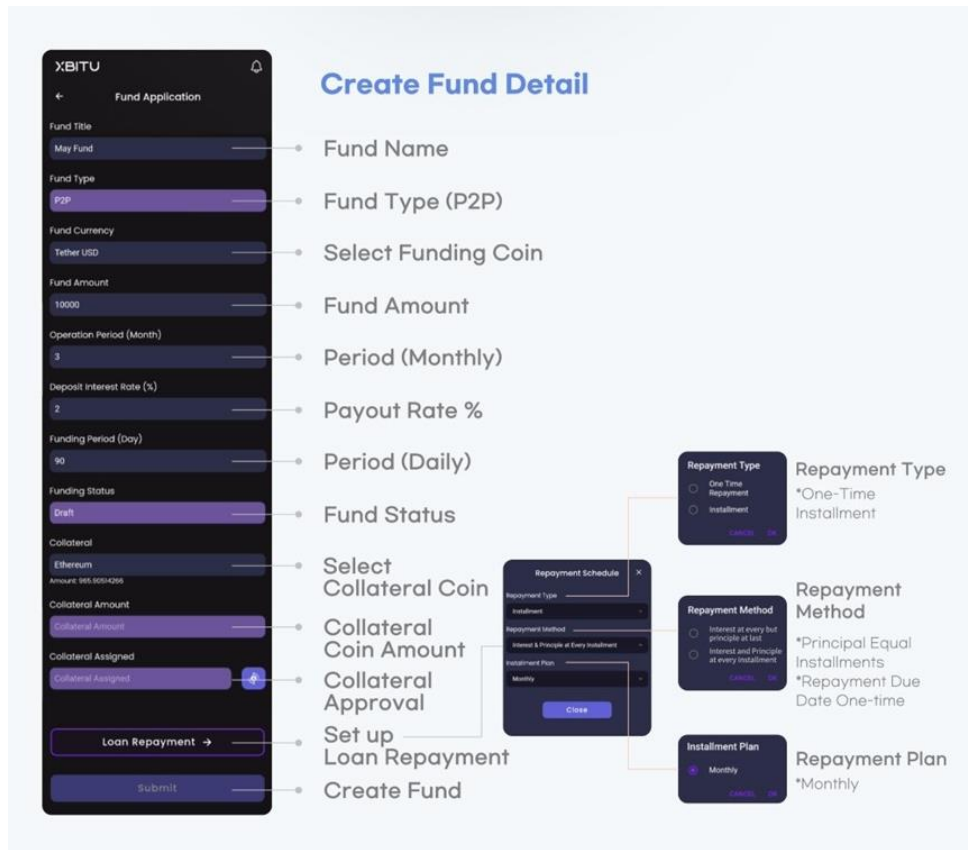 XBITU
Fund Application
Fund Title
May Fund
Fund Type
P2P
Fund Currency
Tether USD
Fund Amount
10000
Operation Period (Month)
3
Deposit Interest Rate (%)
2
Funding Period (Day)
90
Funding Status
Draft
Collateral
Ethereum
Amount: 965.90514266
Collateral Amount
Collateral Amount
Collateral Assigned
Collateral Assigned
Loan Repayment →
Submit
Create Fund Detail
Fund Name
Fund Type (P2P)
Select Funding Coin
Fund Amount
Period (Monthly)
Payout Rate %
Period (Daily)
Fund Status
Select
Collateral Coin
Collateral
Coin Amount
Collateral
Approval
Set up
Loan Repayment
Create Fund
Repayment Schedule
Repayment Type
Installment
Repayment Method
Interest & Principle at Every Installment
Installment Plan
Monthly
Close
Repayment Type
One Time
Repayment
Installment
CANCEL OK
Repayment Type
*One-Time
Installment
Repayment Method
Interest at every but
principle at last
Interest and Principle
at every installment
CANCEL OK
Repayment
Method
*Principal Equal
Installments
*Repayment Due
Date One-time
Installment Plan
Monthly
CANCEL OK
Repayment Plan
*Monthly